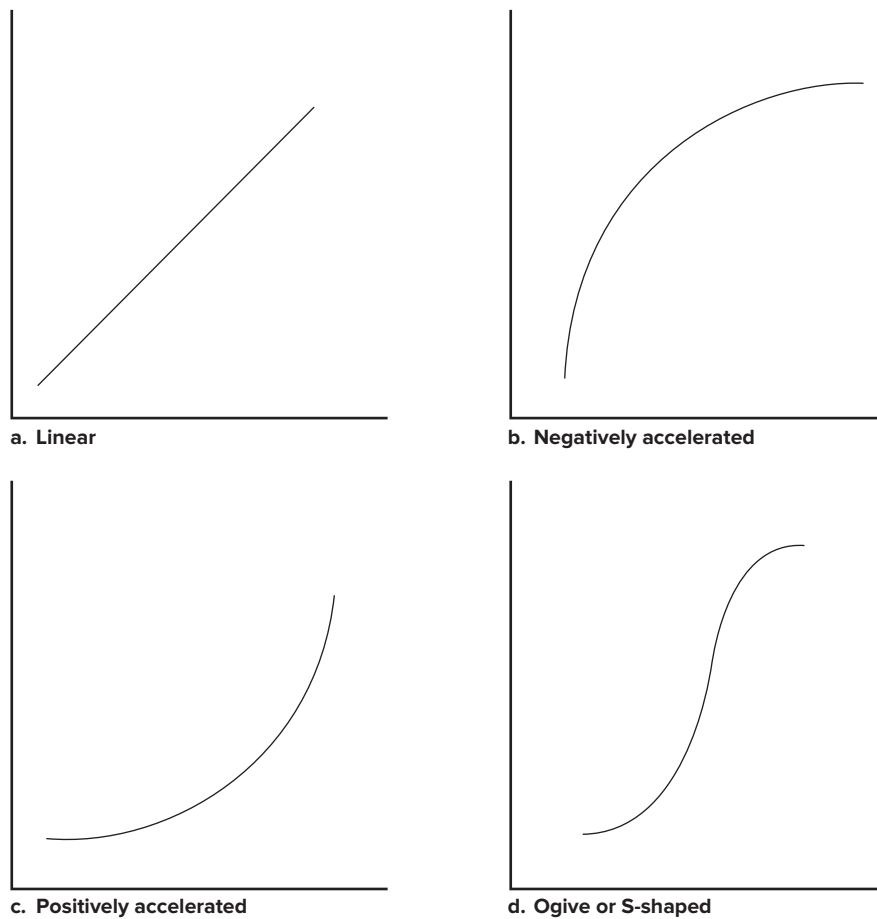 a. Linear
b. Negatively accelerated
c. Positively accelerated
d. Ogive or S-shaped